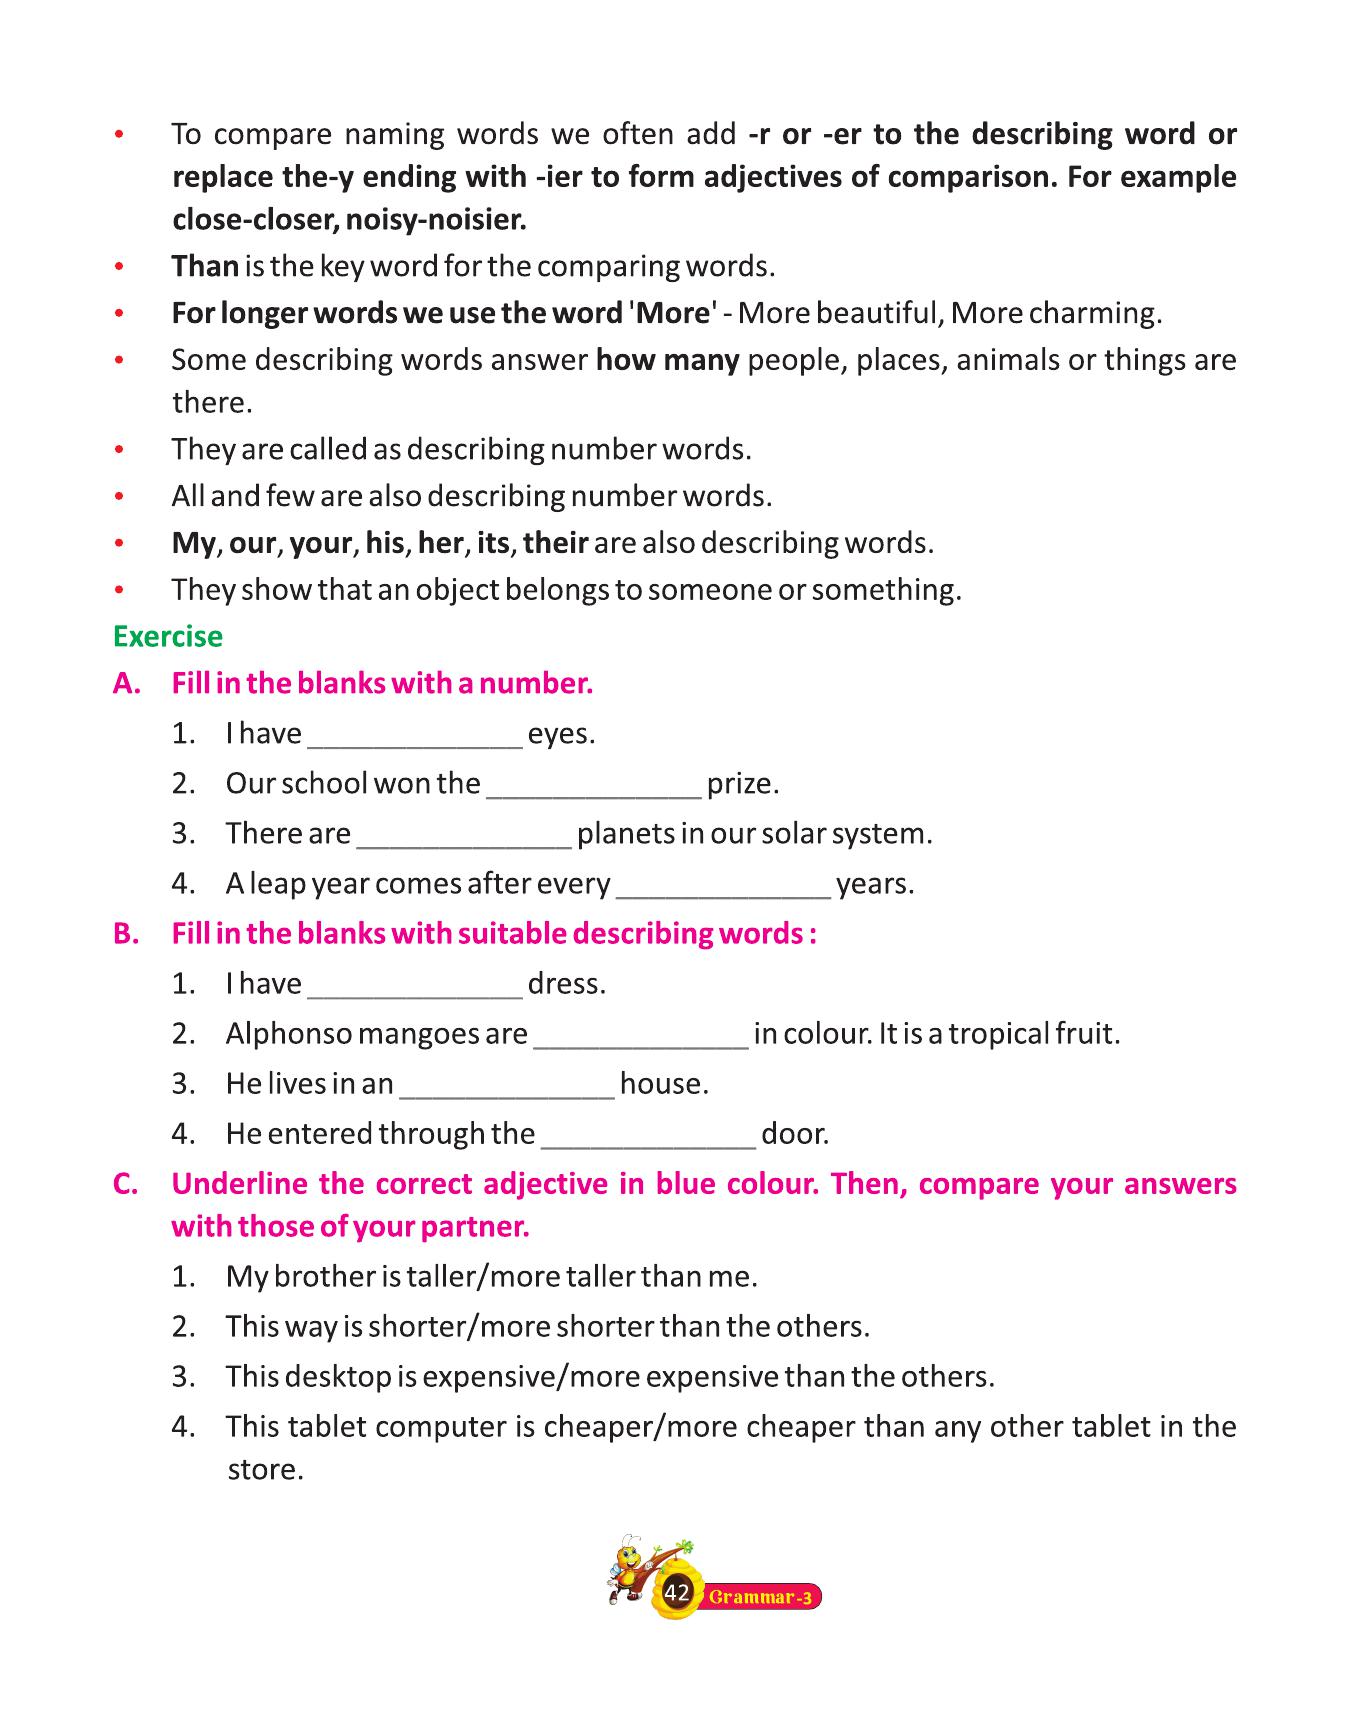 • To compare naming words we often add -r or -er to the describing word or
replace the-y ending with -ier to form adjectives of comparison. For example
close-closer, noisy-noisier.
• Than is the key word for the comparing words.
• For longer words we use the word 'More' - More beautiful, More charming.
• Some describing words answer how many people, places, animals or things are
there.
• They are called as describing number words.
• All and few are also describing number words.
• My, our, your, his, her, its, their are also describing words.
• They show that an object belongs to someone or something.
Exercise
A. Fill in the blanks with a number.
1. I have ______________ eyes.
2. Our school won the ______________ prize.
3. There are ______________ planets in our solar system.
4. A leap year comes after every ______________ years.
B. Fill in the blanks with suitable describing words :
1. I have ______________ dress.
2. Alphonso mangoes are ______________ in colour. It is a tropical fruit.
3. He lives in an ______________ house.
4. He entered through the ______________ door.
C. Underline the correct adjective in blue colour. Then, compare your answers
with those of your partner.
1. My brother is taller/more taller than me.
2. This way is shorter/more shorter than the others.
3. This desktop is expensive/more expensive than the others.
4. This tablet computer is cheaper/more cheaper than any other tablet in the
store.
42 Grammar-3